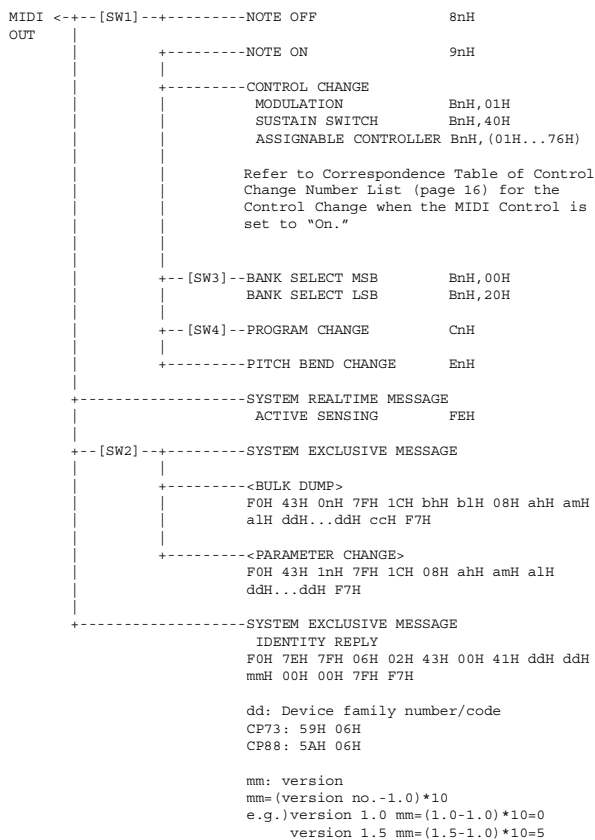 MIDI <-+--[SW1]--+---------NOTE OFF 8nH
OUT
+---------NOTE ON 9nH
+---------CONTROL CHANGE
MODULATION BnH,01H
SUSTAIN SWITCH BnH,40H
ASSIGNABLE CONTROLLER BnH,(01H...76H)
Refer to Correspondence Table of Control
Change Number List (page 16) for the
Control Change when the MIDI Control is
set to “On.”
+--[SW3]--BANK SELECT MSB BnH,00H
BANK SELECT LSB BnH,20H
+--[SW4]--PROGRAM CHANGE CnH
+---------PITCH BEND CHANGE EnH
+-------------------SYSTEM REALTIME MESSAGE
ACTIVE SENSING FEH
+--[SW2]--+---------SYSTEM EXCLUSIVE MESSAGE
+---------<BULK DUMP>
F0H 43H 0nH 7FH 1CH bhH blH 08H ahH amH
alH ddH...ddH ccH F7H
+---------<PARAMETER CHANGE>
F0H 43H 1nH 7FH 1CH 08H ahH amH alH
ddH...ddH F7H
+-------------------SYSTEM EXCLUSIVE MESSAGE
IDENTITY REPLY
F0H 7EH 7FH 06H 02H 43H 00H 41H ddH ddH
mmH 00H 00H 7FH F7H
dd: Device family number/code
CP73: 59H 06H
CP88: 5AH 06H
mm: version
mm=(version no.-1.0)*10
e.g.)version 1.0 mm=(1.0-1.0)*10=0
version 1.5 mm=(1.5-1.0)*10=5